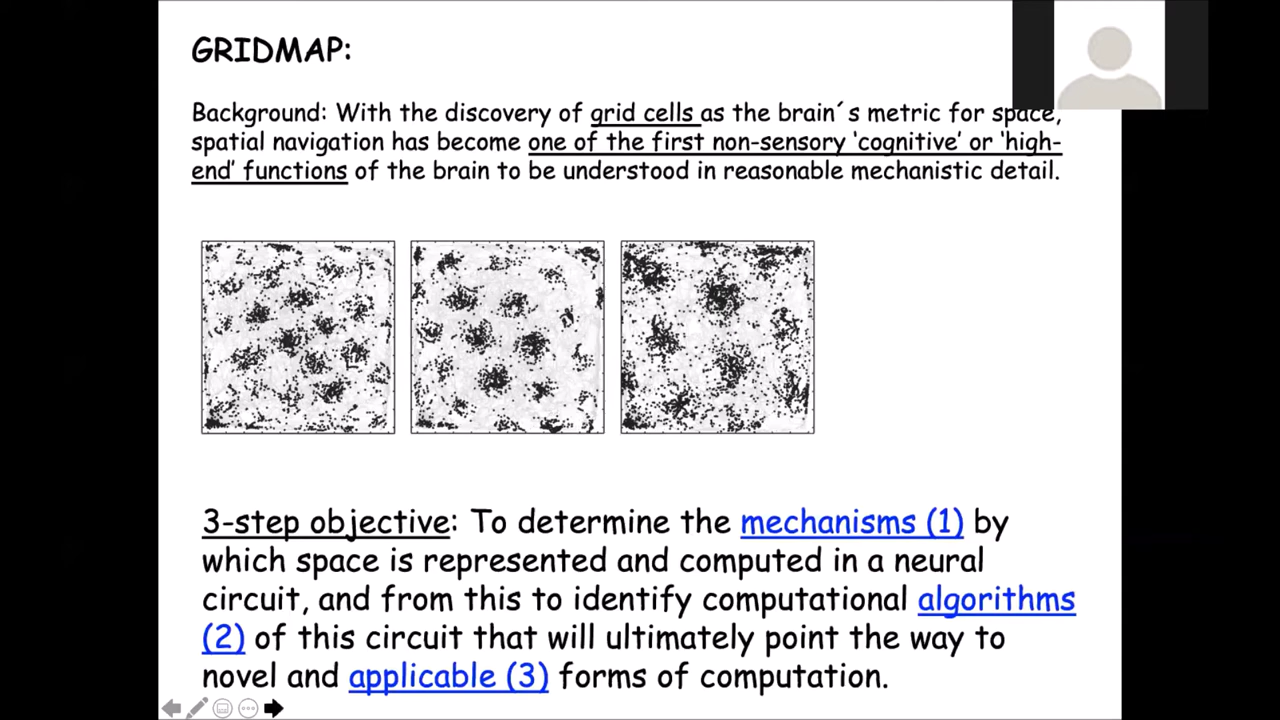 GRIDMAP:
Background: With the discovery of grid cells as the brain´s metric for space,
spatial navigation has become one of the first non-sensory ‘cognitive’ or ‘high-
end’ functions of the brain to be understood in reasonable mechanistic detail.
3-step objective: To determine the mechanisms (1) by
which space is represented and computed in a neural
circuit, and from this to identify computational algorithms
(2) of this circuit that will ultimately point the way to
novel and applicable (3) forms of computation.